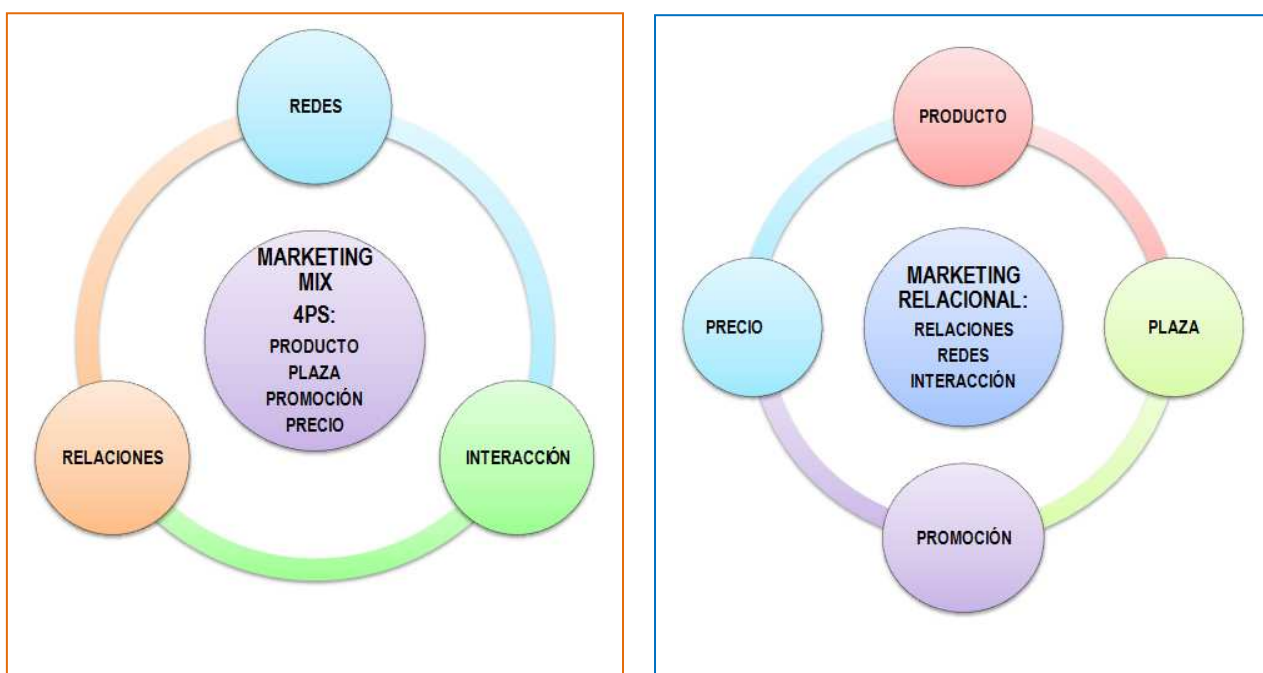 REDES
MARKETING
MIX
4PS:
PRODUCTO
PLAZA
PROMOCIÓN
PRECIO
RELACIONES
INTERACCIÓN
PRODUCTO
PRECIO
MARKETING
RELACIONAL:
RELACIONES
REDES
INTERACCIÓN
PLAZA
PROMOCIÓN